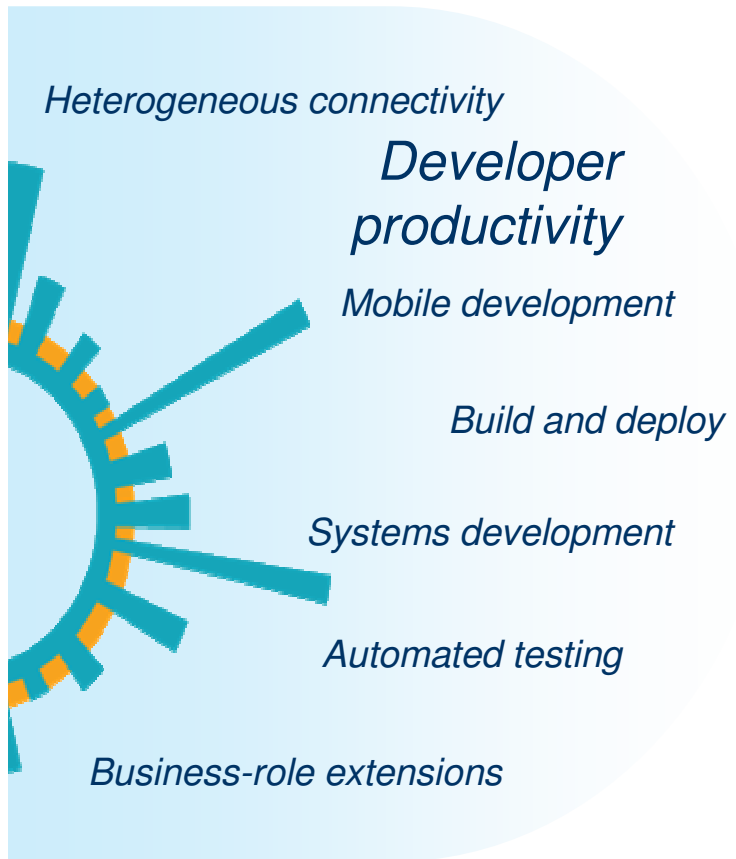 Heterogeneous connectivity
Developer
productivity
Mobile development
Build and deploy
Systems development
Automated testing
Business-role extensions